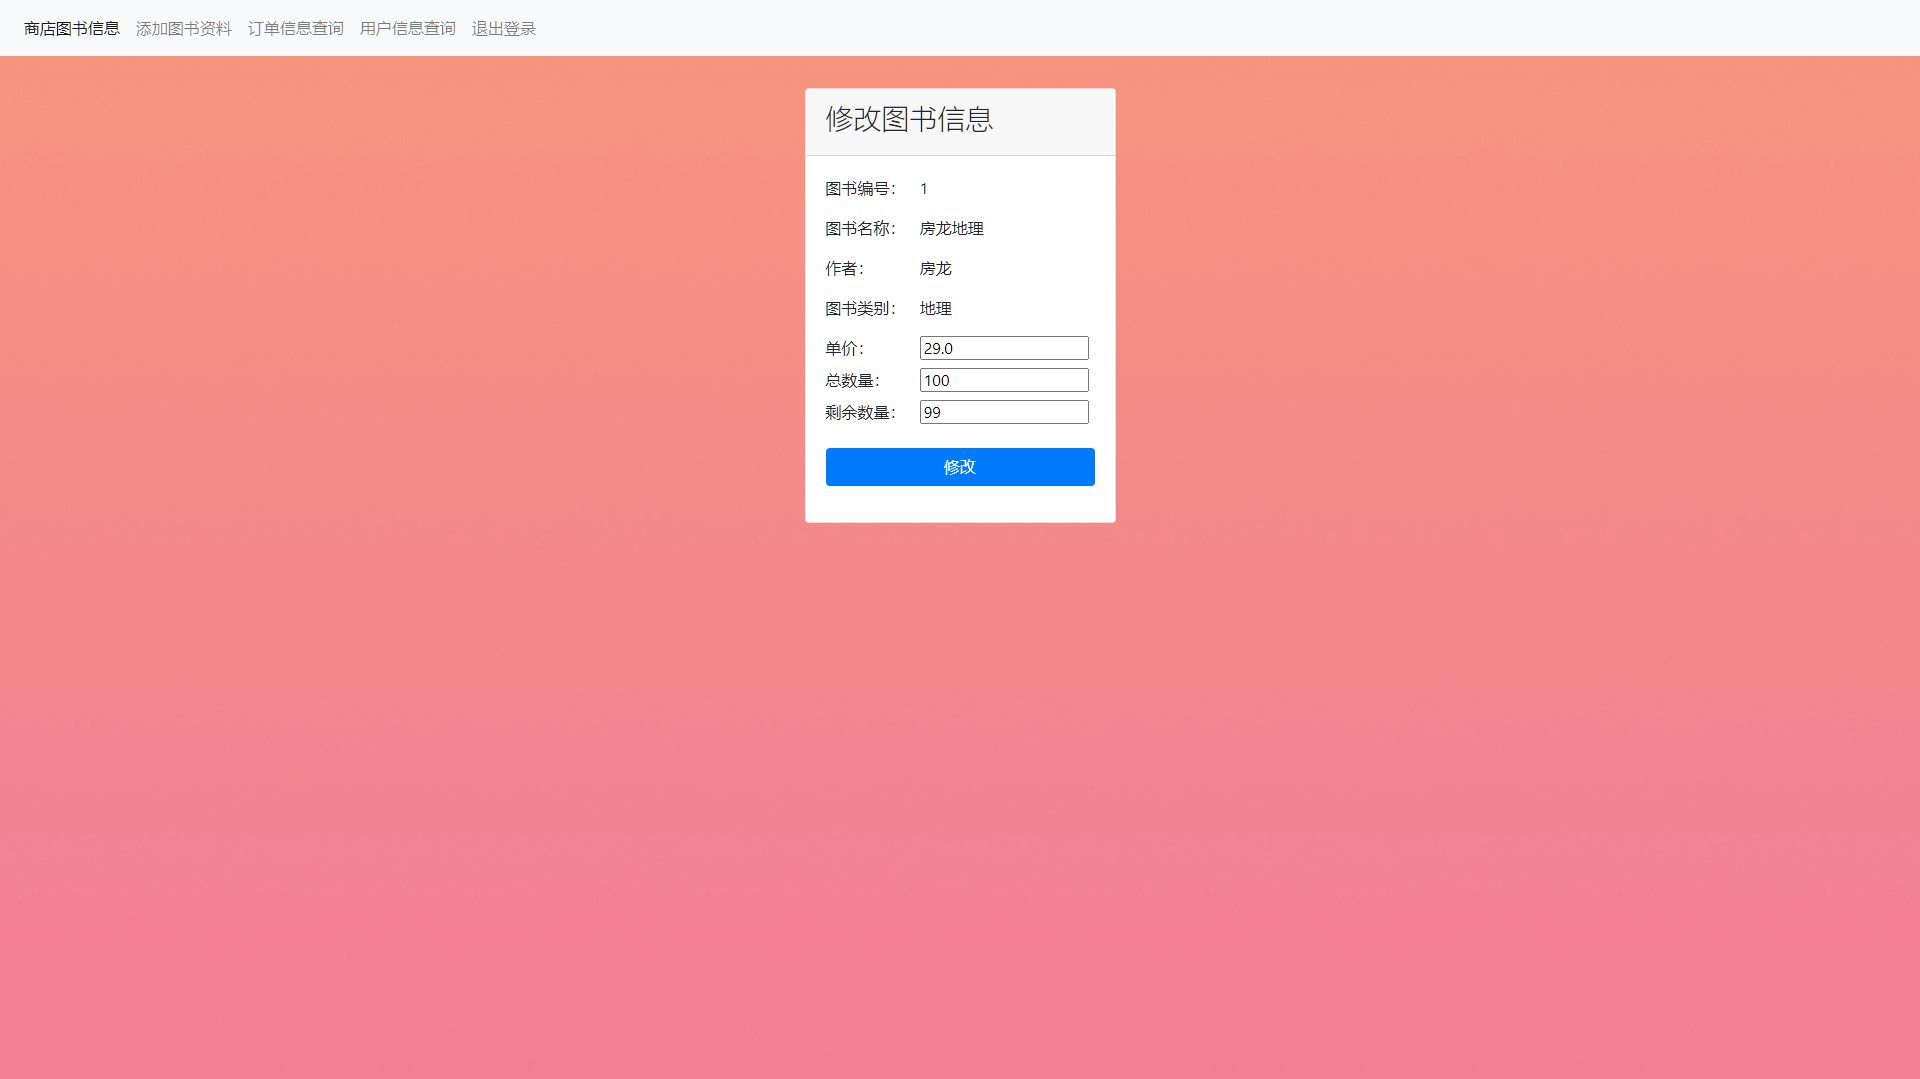 商店图书信息 添加图书资料 订单信息查询 用户信息查询 退出登录
修改图书信息
图书编号： 1
图书名称： 房龙地理
作者： 房龙
图书类别： 地理
单价： 29.0
总数量： 100
剩余数量： 99
修改